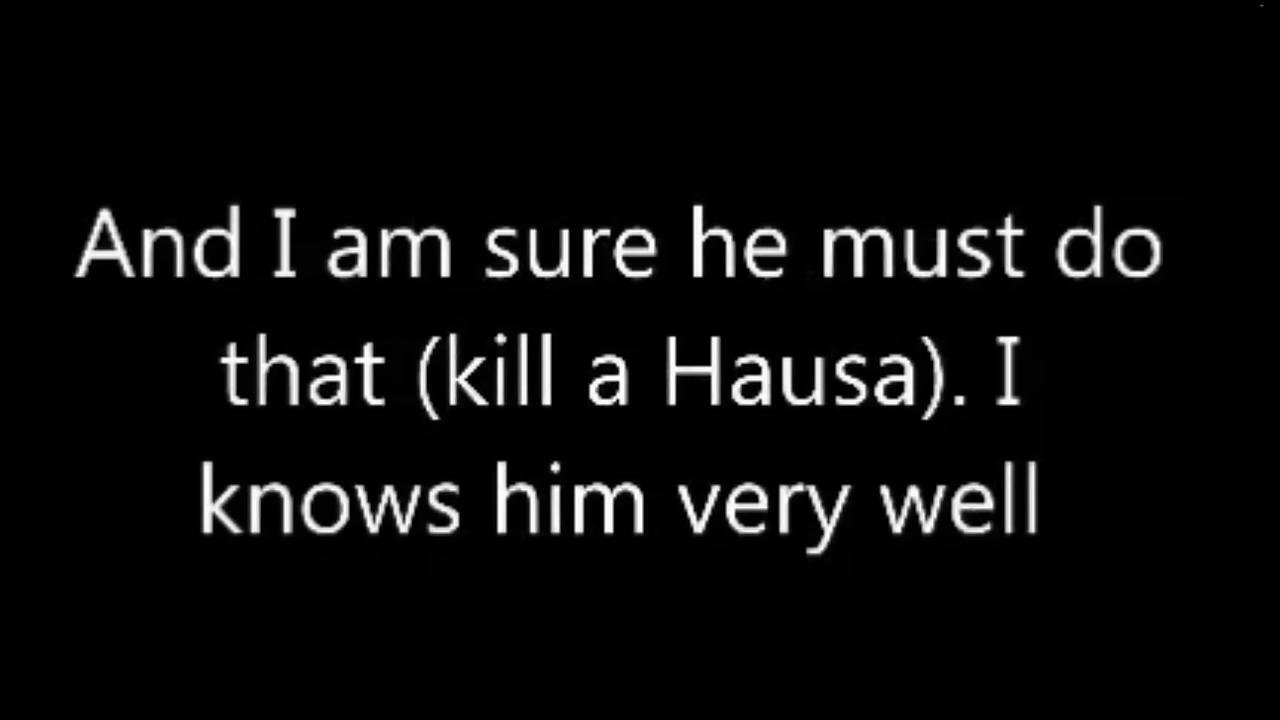 And I am sure he must do
that (kill a Hausa). I
knows him very well